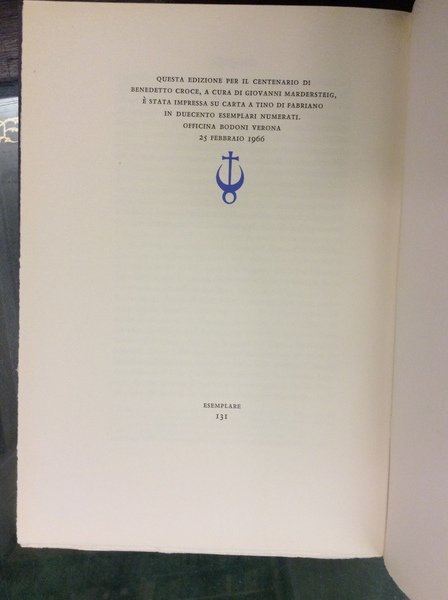 QUESTA EDIZIONE PER IL CENTENARIO DI
BENEDETTO CROCE, A CURA DI GIOVANNI MARDERSTEIG,
È STATA IMPRESSA SU CARTA A TINO DI FABRIANO
IN DUECENTO ESEMPLARI NUMERATI.
OFFICINA BODONI VERONA
25 FEBBRAIO 1966
ESEMPLARE
131